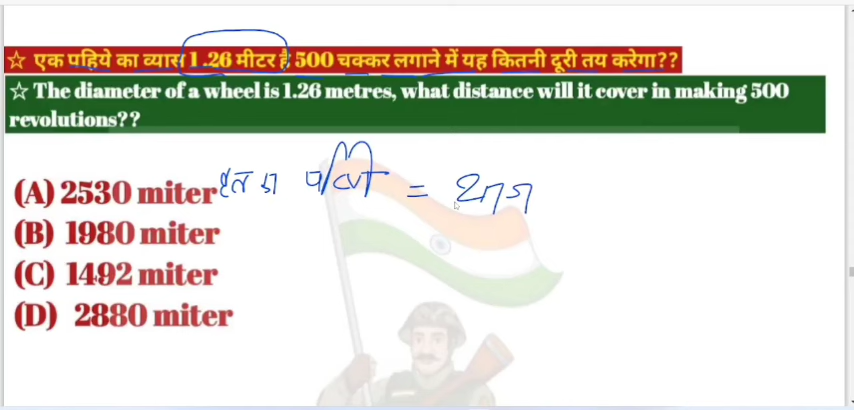 ☆ एक पहिये का व्यास 1.26 मीटर है 500 चक्कर लगाने में यह कितनी दूरी तय करेगा??
☆ The diameter of a wheel is 1.26 metres, what distance will it cover in making 500
revolutions??
(A) 2530 miter
= 2πr
(B) 1980 miter
(C) 1492 miter
(D) 2880 miter